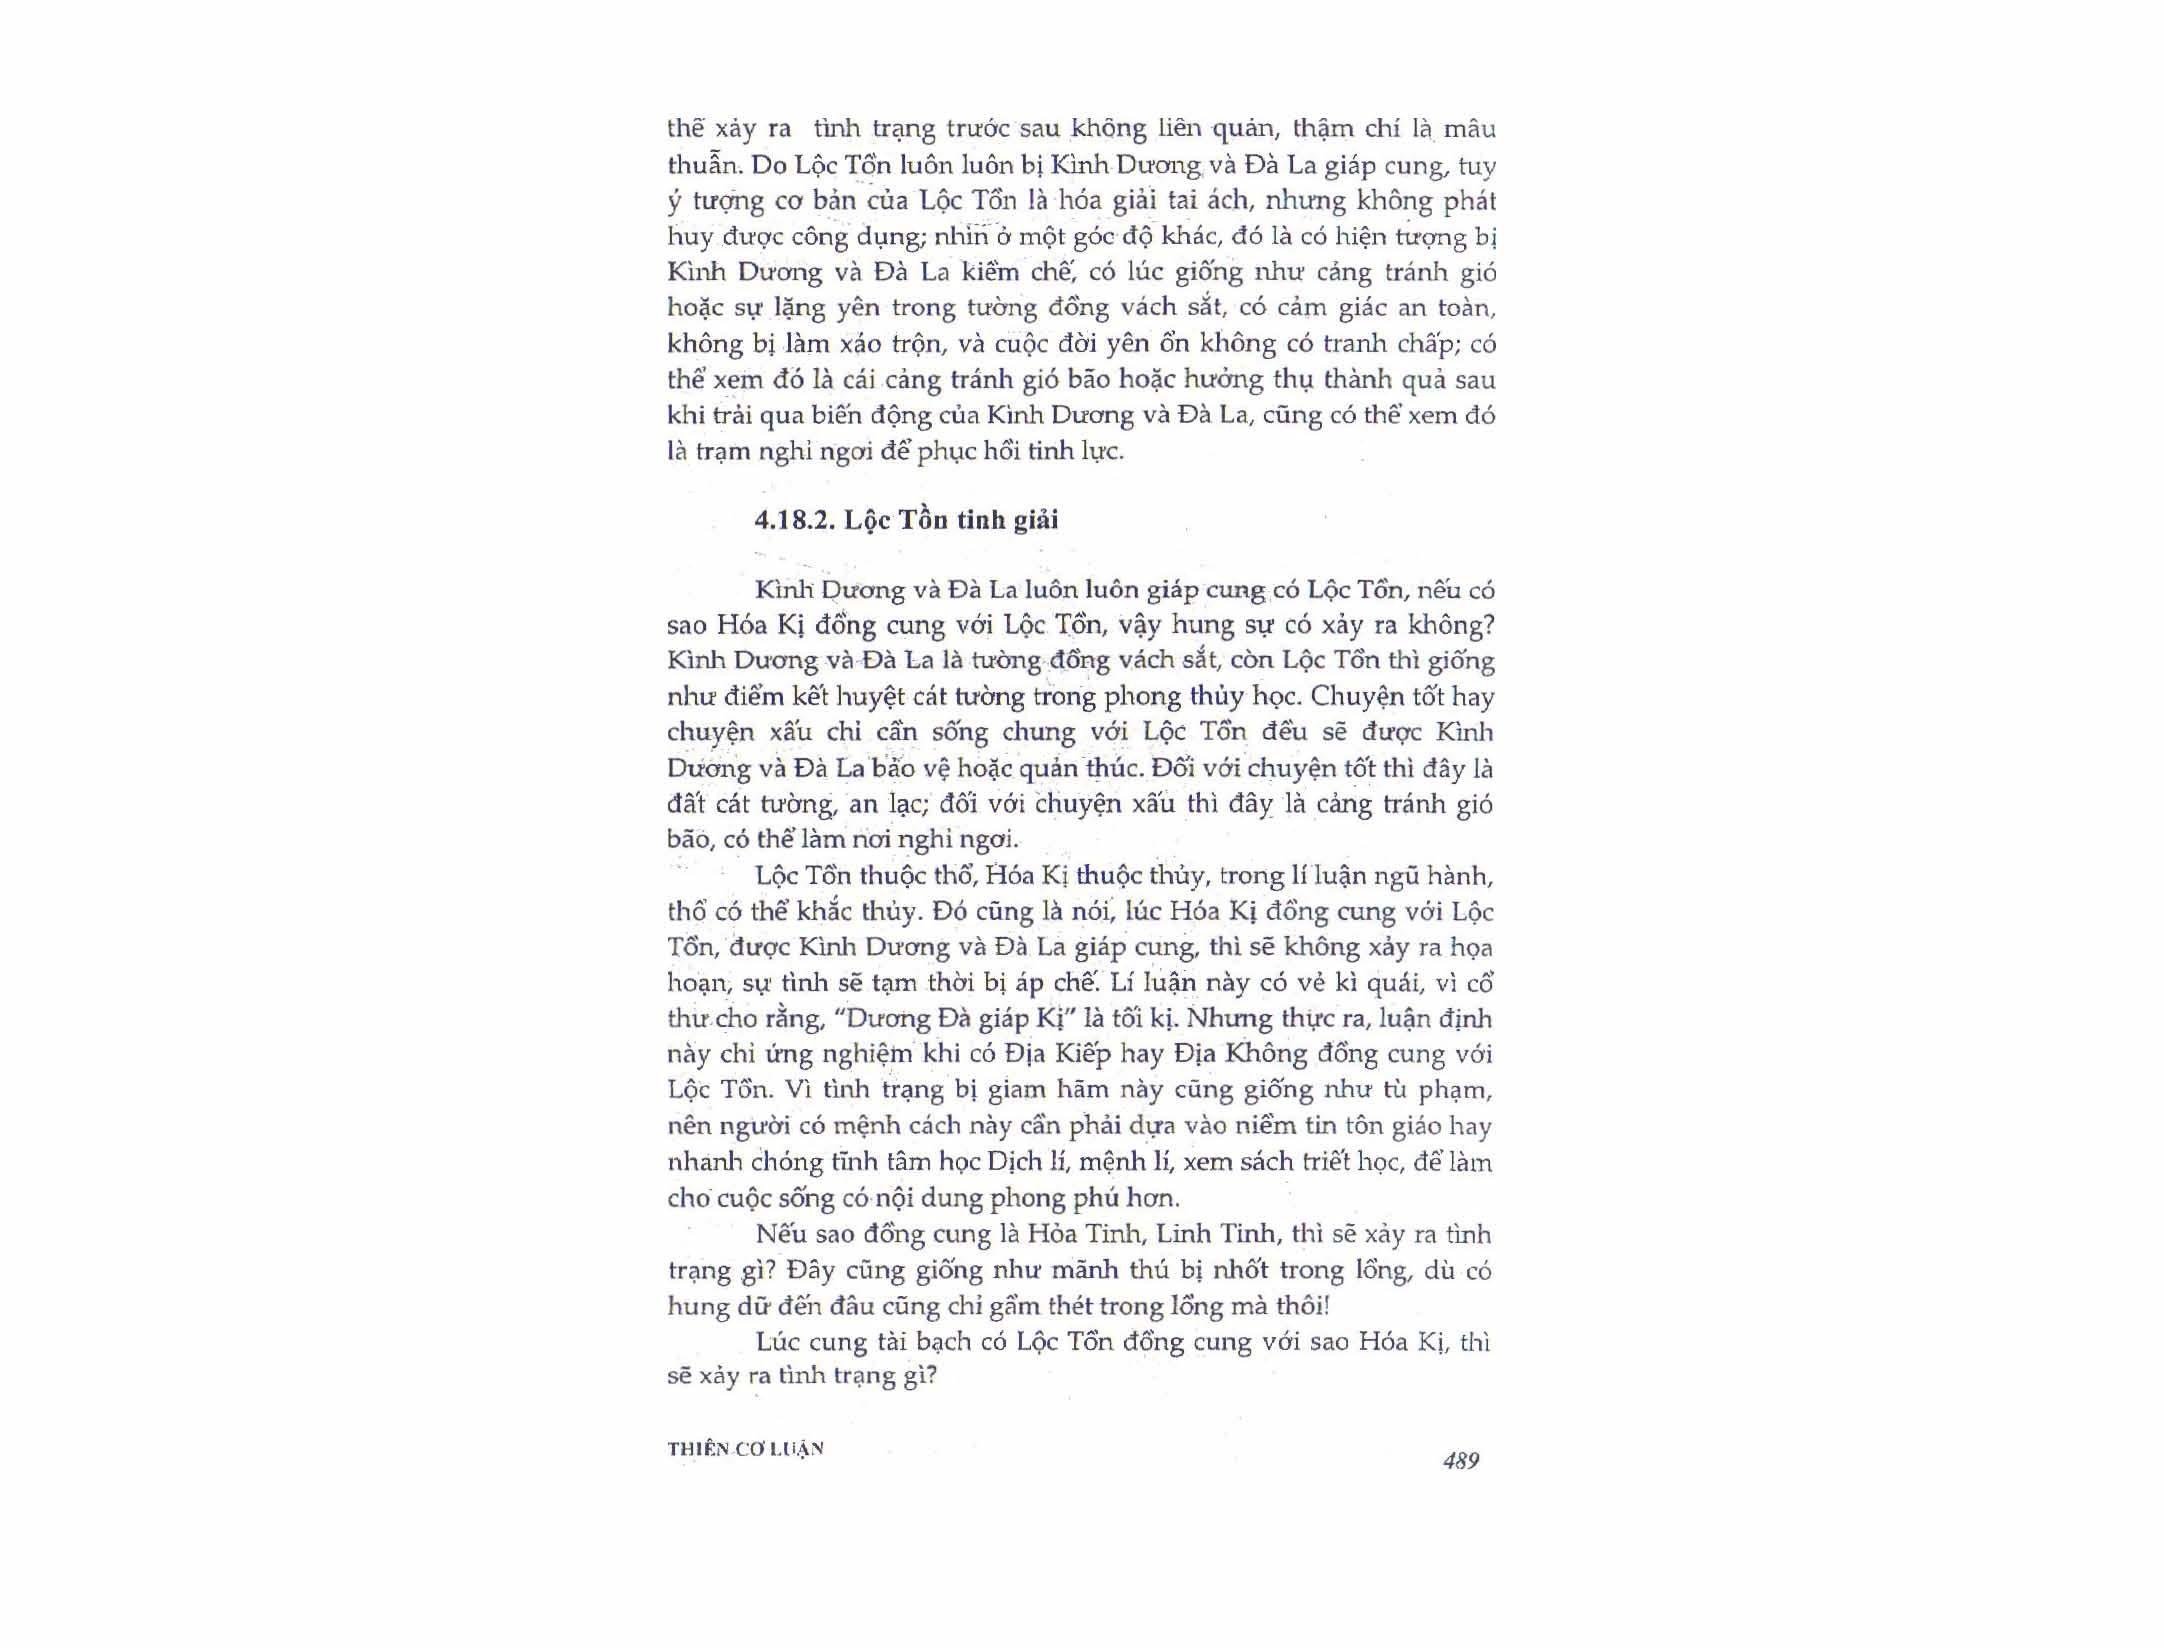 thể xảy ra tình trạng trước sau không liên quán, thậm chí là mâu
thuẫn. Do Lộc Tồn luôn luôn bị Kình Dương và Đà La giáp cung, tuy
ý tượng cơ bản của Lộc Tồn là hóa giải tai ách, nhưng không phát
huy được công dụng; nhìn ở một góc độ khác, đó là có hiện tượng bị
Kình Dương và Đà La kiềm chế, có lúc giống như cảng tránh gió
hoặc sự lặng yên trong tường đồng vách sắt, có cảm giác an toàn,
không bị làm xáo trộn, và cuộc đời yên ổn không có tranh chấp; có
thể xem đó là cái cảng tránh gió bão hoặc hưởng thụ thành quả sau
khi trải qua biến động của Kình Dương và Đà La, cũng có thể xem đó
là trạm nghỉ ngơi để phục hồi tinh lực.
4.18.2. Lộc Tồn tinh giải
Kình Dương và Đà La luôn luôn giáp cung có Lộc Tồn, nếu có
sao Hóa Kị đồng cung với Lộc Tồn, vậy hung sự có xảy ra không?
Kình Dương và Đà La là tường đồng vách sắt, còn Lộc Tồn thì giống
như điểm kết huyệt cát tường trong phong thủy học. Chuyện tốt hay
chuyện xấu chỉ cần sống chung với Lộc Tồn đều sẽ được Kình
Dương và Đà La bảo vệ hoặc quản thúc. Đối với chuyện tốt thì đây là
đất cát tường, an lạc; đối với chuyện xấu thì đây là cảng tránh gió
bão, có thể làm nơi nghỉ ngơi.
Lộc Tồn thuộc thổ, Hóa Kị thuộc thủy, trong lí luận ngũ hành,
thổ có thể khắc thủy. Đó cũng là nói, lúc Hóa Kị đồng cung với Lộc
Tồn, được Kình Dương và Đà La giáp cung, thì sẽ không xảy ra họa
hoạn, sự tình sẽ tạm thời bị áp chế. Lí luận này có vẻ kì quái, vì cổ
thư cho rằng, "Dương Đà giáp Kị" là tối kị. Nhưng thực ra, luận định
này chỉ ứng nghiệm khi có Địa Kiếp hay Địa Không đồng cung với
Lộc Tồn. Vì tình trạng bị giam hãm này cũng giống như tù phạm,
nên người có mệnh cách này cần phải dựa vào niềm tin tôn giáo hay
nhanh chóng tĩnh tâm học Dịch lí, mệnh lí, xem sách triết học, để làm
cho cuộc sống có nội dung phong phú hơn.
Nếu sao đồng cung là Hỏa Tinh, Linh Tinh, thì sẽ xảy ra tình
trạng gì? Đây cũng giống như mãnh thú bị nhốt trong lồng, dù có
hung dữ đến đâu cũng chỉ gầm thét trong lồng mà thôi!
Lúc cung tài bạch có Lộc Tồn đồng cung với sao Hóa Kị, thì
sẽ xảy ra tình trạng gì?
THIÊN CƠ LUẬN
489